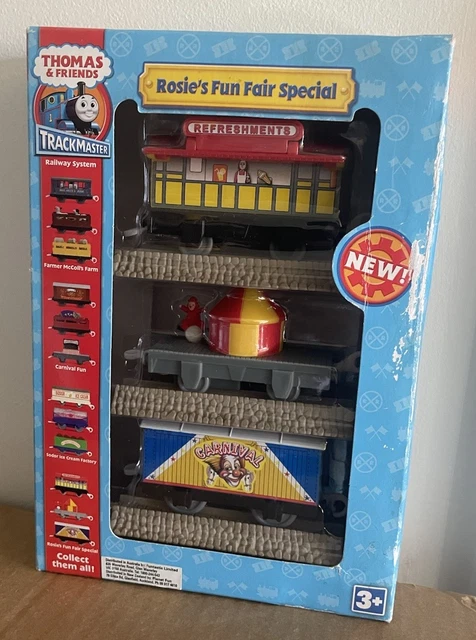 THOMAS
& FRIENDS
TRACKMASTER
Railway System
Rosie's Fun Fair Special
REFRESHMENTS
NEW!
Farmer McColl's Farm
Carnival Fun
CARNIVAL
Sodor Ice Cream Factory
Rosie's Fun Fair Special
Collect
them all!
3+